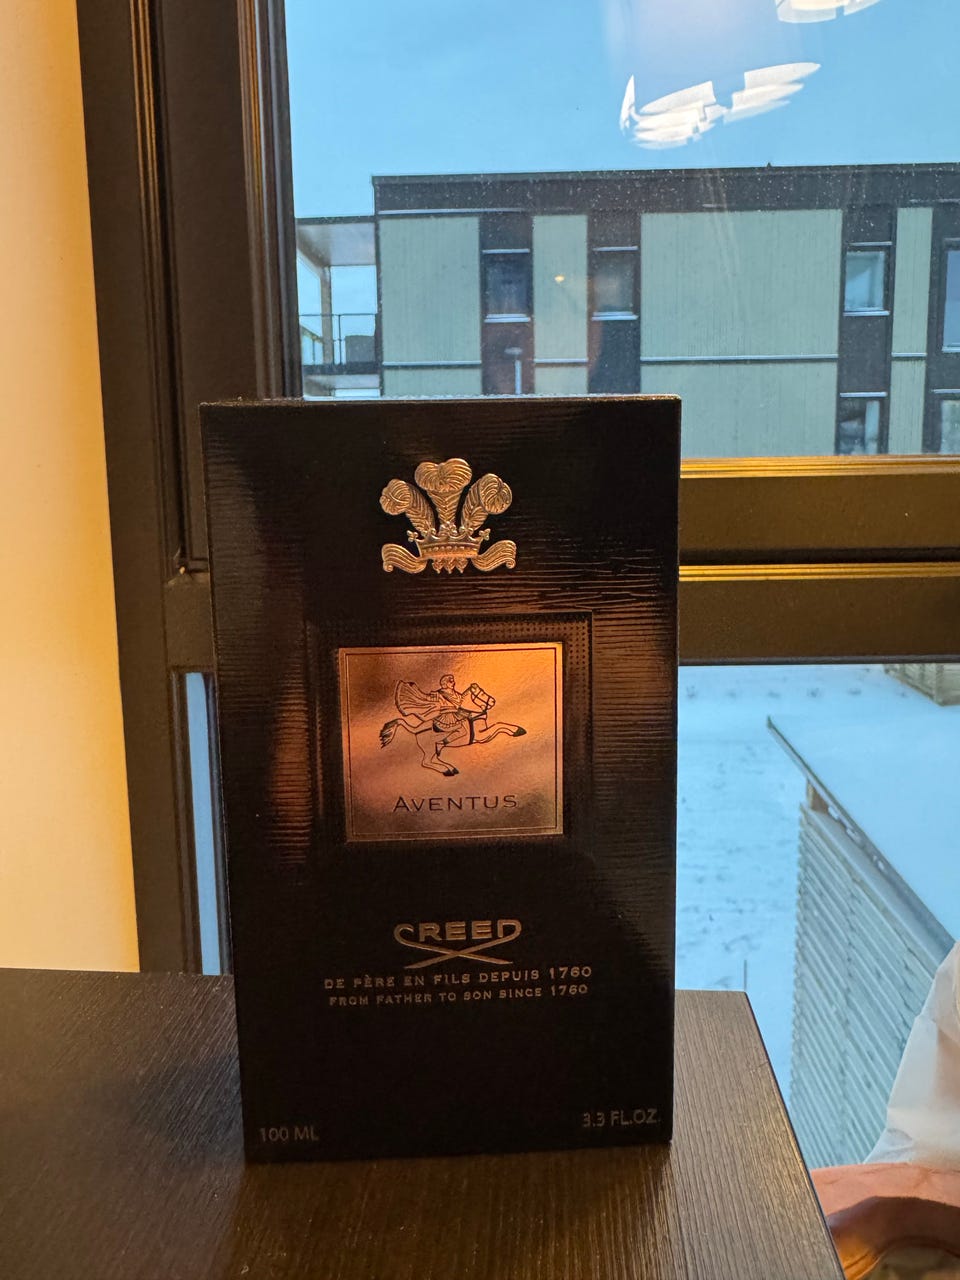 AVENTUS
CREED
DE PÈRE EN FILS DEPUIS 1760
FROM FATHER TO SON SINCE 1760
100 ML
3.3 FL.OZ.